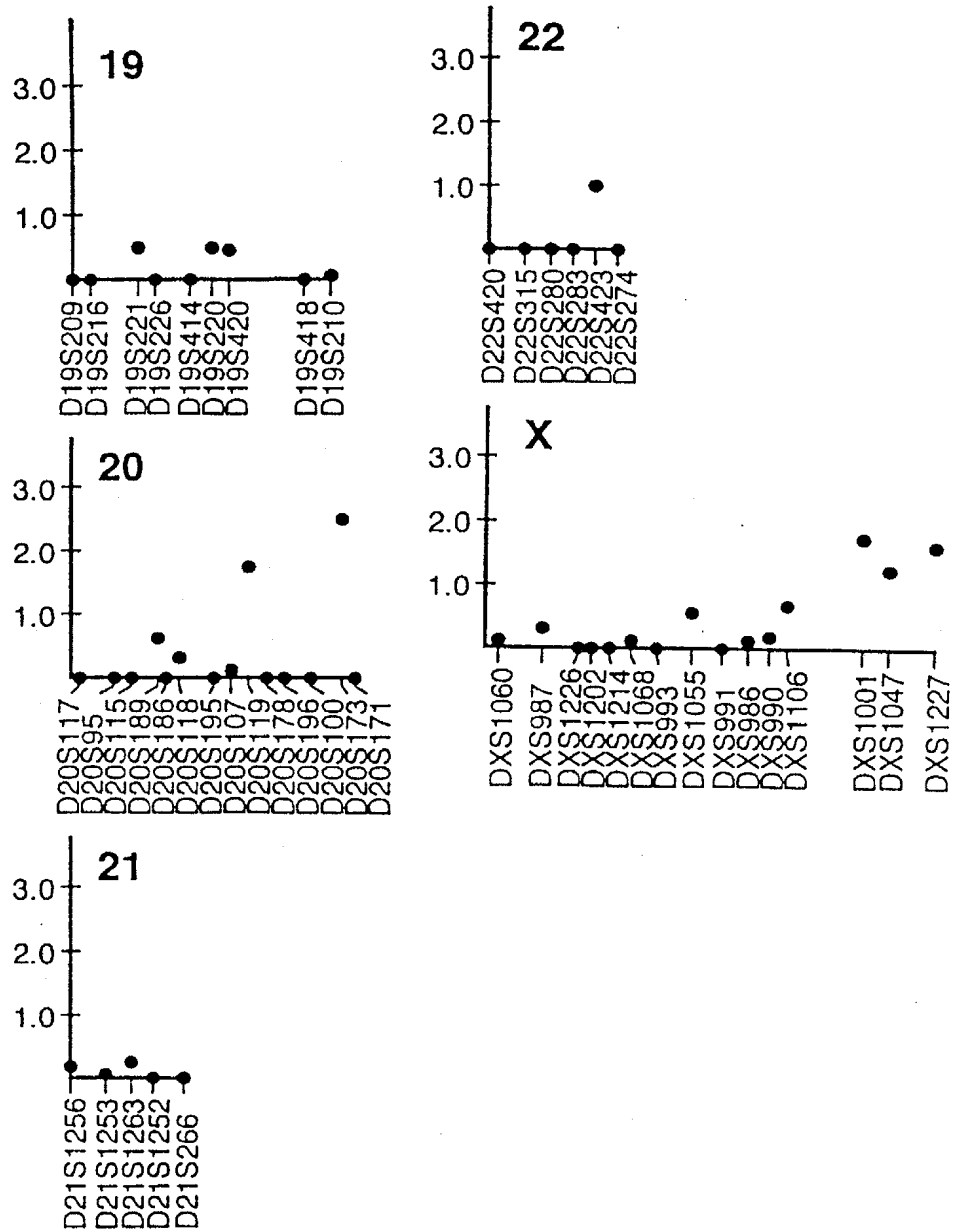 19
3.0
2.0
1.0
D19S209
D19S216
D19S221
D19S226
D19S414
D19S220
D19S420
D19S418
D19S210
22
3.0
2.0
1.0
D22S420
D22S315
D22S280
D22S283
D22S423
D22S274
20
3.0
2.0
1.0
D20S117
D20S95
D20S115
D20S189
D20S186
D20S118
D20S195
D20S107
D20S119
D20S178
D20S196
D20S100
D20S173
D20S171
X
3.0
2.0
1.0
DXS1060
DXS987
DXS1226
DXS1202
DXS1214
DXS1068
DXS993
DXS1055
DXS991
DXS986
DXS990
DXS1106
DXS1001
DXS1047
DXS1227
21
3.0
2.0
1.0
D21S1256
D21S1253
D21S1263
D21S1252
D21S266